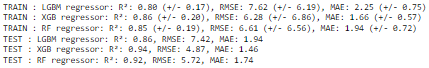 TRAIN : LGBM regressor: R²: 0.80 (+/- 0.17), RMSE: 7.62 (+/- 6.19), MAE: 2.25 (+/- 0.75)
TRAIN : XGB regressor: R²: 0.86 (+/- 0.20), RMSE: 6.28 (+/- 6.86), MAE: 1.66 (+/- 0.57)
TRAIN : RF regressor: R²: 0.85 (+/- 0.19), RMSE: 6.61 (+/- 6.56), MAE: 1.94 (+/- 0.72)
TEST : LGBM regressor: R²: 0.86, RMSE: 7.42, MAE: 1.94
TEST : XGB regressor: R²: 0.94, RMSE: 4.87, MAE: 1.46
TEST : RF regressor: R²: 0.92, RMSE: 5.72, MAE: 1.74